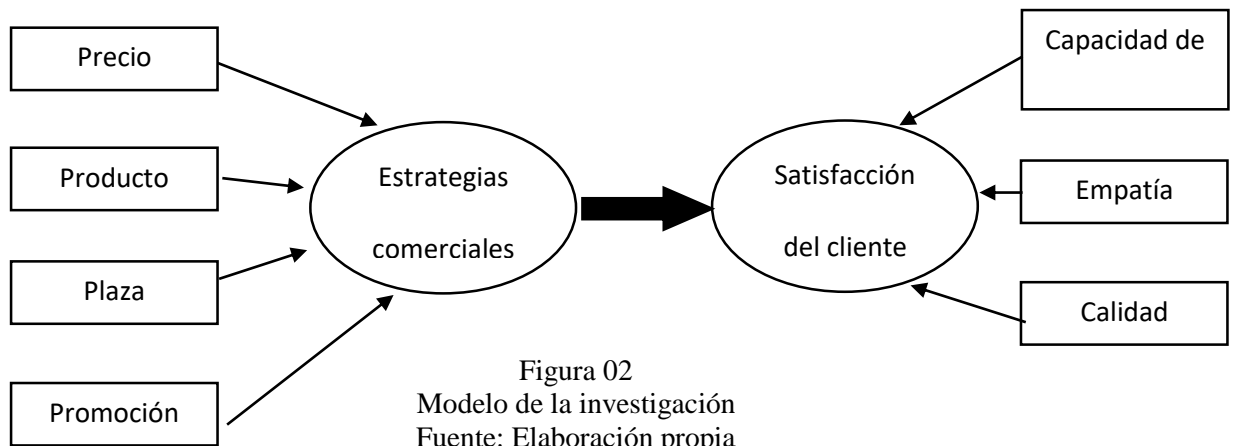 Precio
Producto
Plaza
Promoción
Estrategias
comerciales
Satisfacción
del cliente
Capacidad de
Empatía
Calidad
Figura 02
Modelo de la investigación
Fuente: Elaboración propia